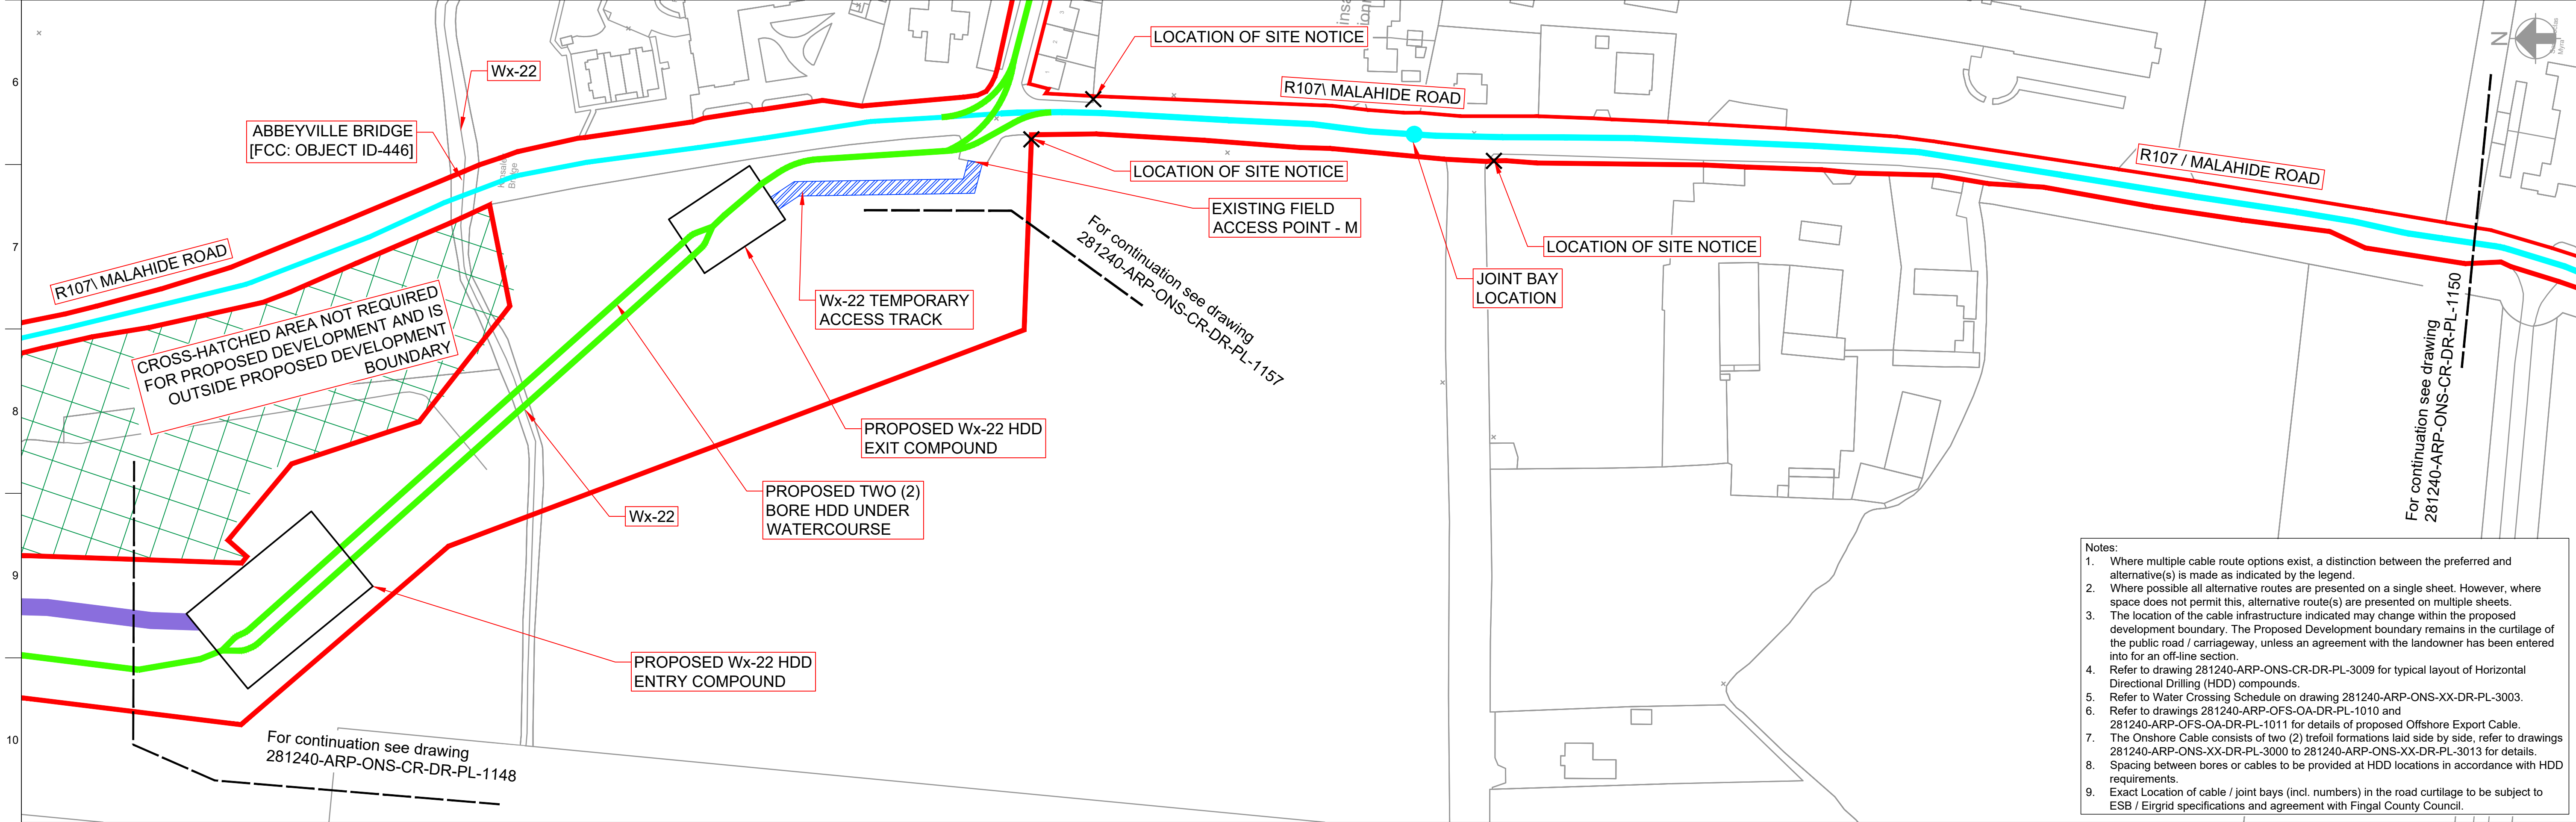 6
7
8
9
10
Wx-22
ABBEYVILLE BRIDGE
[FCC: OBJECT ID-446]
R107\ MALAHIDE ROAD
CROSS-HATCHED AREA NOT REQUIRED
FOR PROPOSED DEVELOPMENT AND IS
OUTSIDE PROPOSED DEVELOPMENT
BOUNDARY
Bridge
1
2
3
LOCATION OF SITE NOTICE
R107\ MALAHIDE ROAD
LOCATION OF SITE NOTICE
EXISTING FIELD
ACCESS POINT - M
LOCATION OF SITE NOTICE
JOINT BAY
LOCATION
R107 / MALAHIDE ROAD
N
For continuation see drawing
281240-ARP-ONS-CR-DR-PL-1157
Wx-22 TEMPORARY
ACCESS TRACK
PROPOSED Wx-22 HDD
EXIT COMPOUND
PROPOSED TWO (2)
BORE HDD UNDER
WATERCOURSE
Wx-22
PROPOSED Wx-22 HDD
ENTRY COMPOUND
For continuation see drawing
281240-ARP-ONS-CR-DR-PL-1148
For continuation see drawing
281240-ARP-ONS-CR-DR-PL-1150
Notes:
1. Where multiple cable route options exist, a distinction between the preferred and
alternative(s) is made as indicated by the legend.
2. Where possible all alternative routes are presented on a single sheet. However, where
space does not permit this, alternative route(s) are presented on multiple sheets.
3. The location of the cable infrastructure indicated may change within the proposed
development boundary. The Proposed Development boundary remains in the curtilage of
the public road / carriageway, unless an agreement with the landowner has been entered
into for an off-line section.
4. Refer to drawing 281240-ARP-ONS-CR-DR-PL-3009 for typical layout of Horizontal
Directional Drilling (HDD) compounds.
5. Refer to Water Crossing Schedule on drawing 281240-ARP-ONS-XX-DR-PL-3003.
6. Refer to drawings 281240-ARP-OFS-OA-DR-PL-1010 and
281240-ARP-OFS-OA-DR-PL-1011 for details of proposed Offshore Export Cable.
7. The Onshore Cable consists of two (2) trefoil formations laid side by side, refer to drawings
281240-ARP-ONS-XX-DR-PL-3000 to 281240-ARP-ONS-XX-DR-PL-3013 for details.
8. Spacing between bores or cables to be provided at HDD locations in accordance with HDD
requirements.
9. Exact Location of cable / joint bays (incl. numbers) in the road curtilage to be subject to
ESB / Eirgrid specifications and agreement with Fingal County Council.